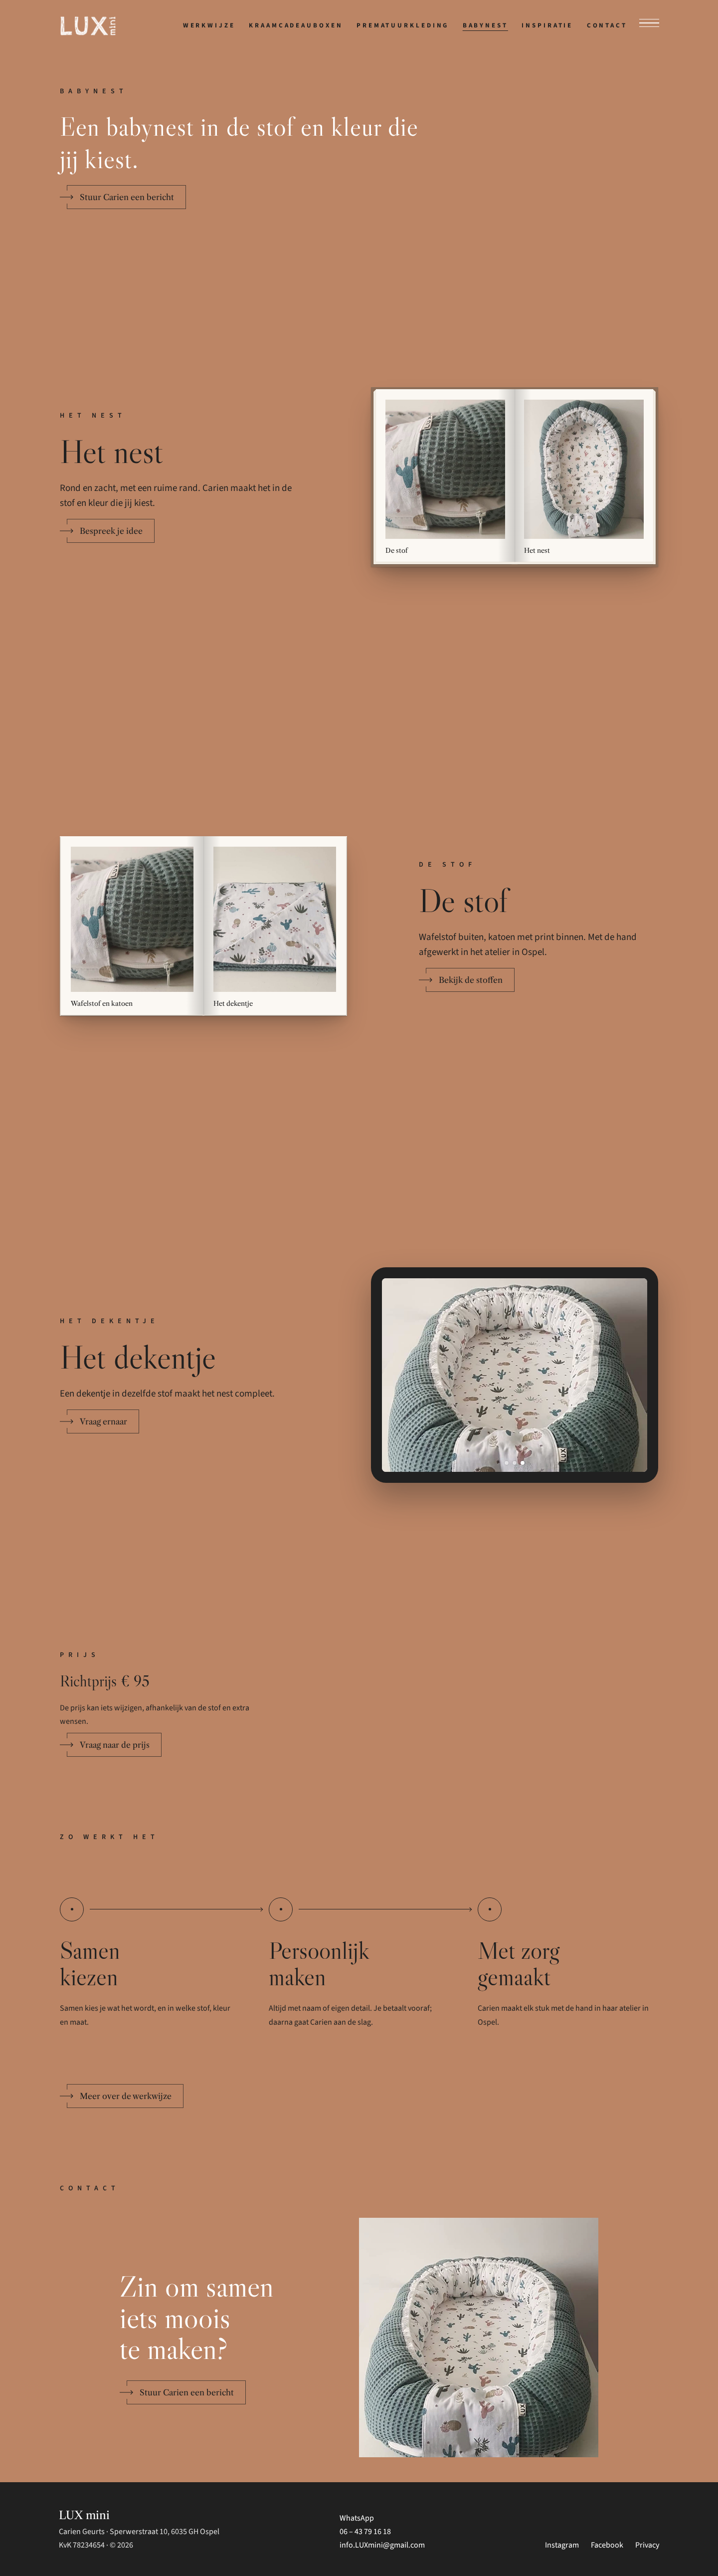 LUX mini
WERKWIJZE KRAAMCADEAUBOXEN PREMATUURKLEDING BABYNEST INSPIRATIE CONTACT
BABYNEST
Een babynest in de stof en kleur die
jij kiest.
Stuur Carien een bericht
HET NEST
Het nest
Rond en zacht, met een ruime rand. Carien maakt het in de
stof en kleur die jij kiest.
Bespreek je idee
De stof
Het nest
Wafelstof en katoen
Het dekentje
DE STOF
De stof
Wafelstof buiten, katoen met print binnen. Met de hand
afgewerkt in het atelier in Ospel.
Bekijk de stoffen
HET DEKENTJE
Het dekentje
Een dekentje in dezelfde stof maakt het nest compleet.
Vraag ernaar
LUX
PRIJS
Richtprijs € 95
De prijs kan iets wijzigen, afhankelijk van de stof en extra
wensen.
Vraag naar de prijs
ZO WERKT HET
Samen
kiezen
Samen kies je wat het wordt, en in welke stof, kleur
en maat.
Persoonlijk
maken
Altijd met naam of eigen detail. Je betaalt vooraf;
daarna gaat Carien aan de slag.
Met zorg
gemaakt
Carien maakt elk stuk met de hand in haar atelier in
Ospel.
Meer over de werkwijze
CONTACT
Zin om samen
iets moois
te maken?
Stuur Carien een bericht
LUX
LUX mini
Carien Geurts · Sperwerstraat 10, 6035 GH Ospel
KvK 78234654 · © 2026
WhatsApp
06 – 43 79 16 18
info.LUXmini@gmail.com
Instagram Facebook Privacy